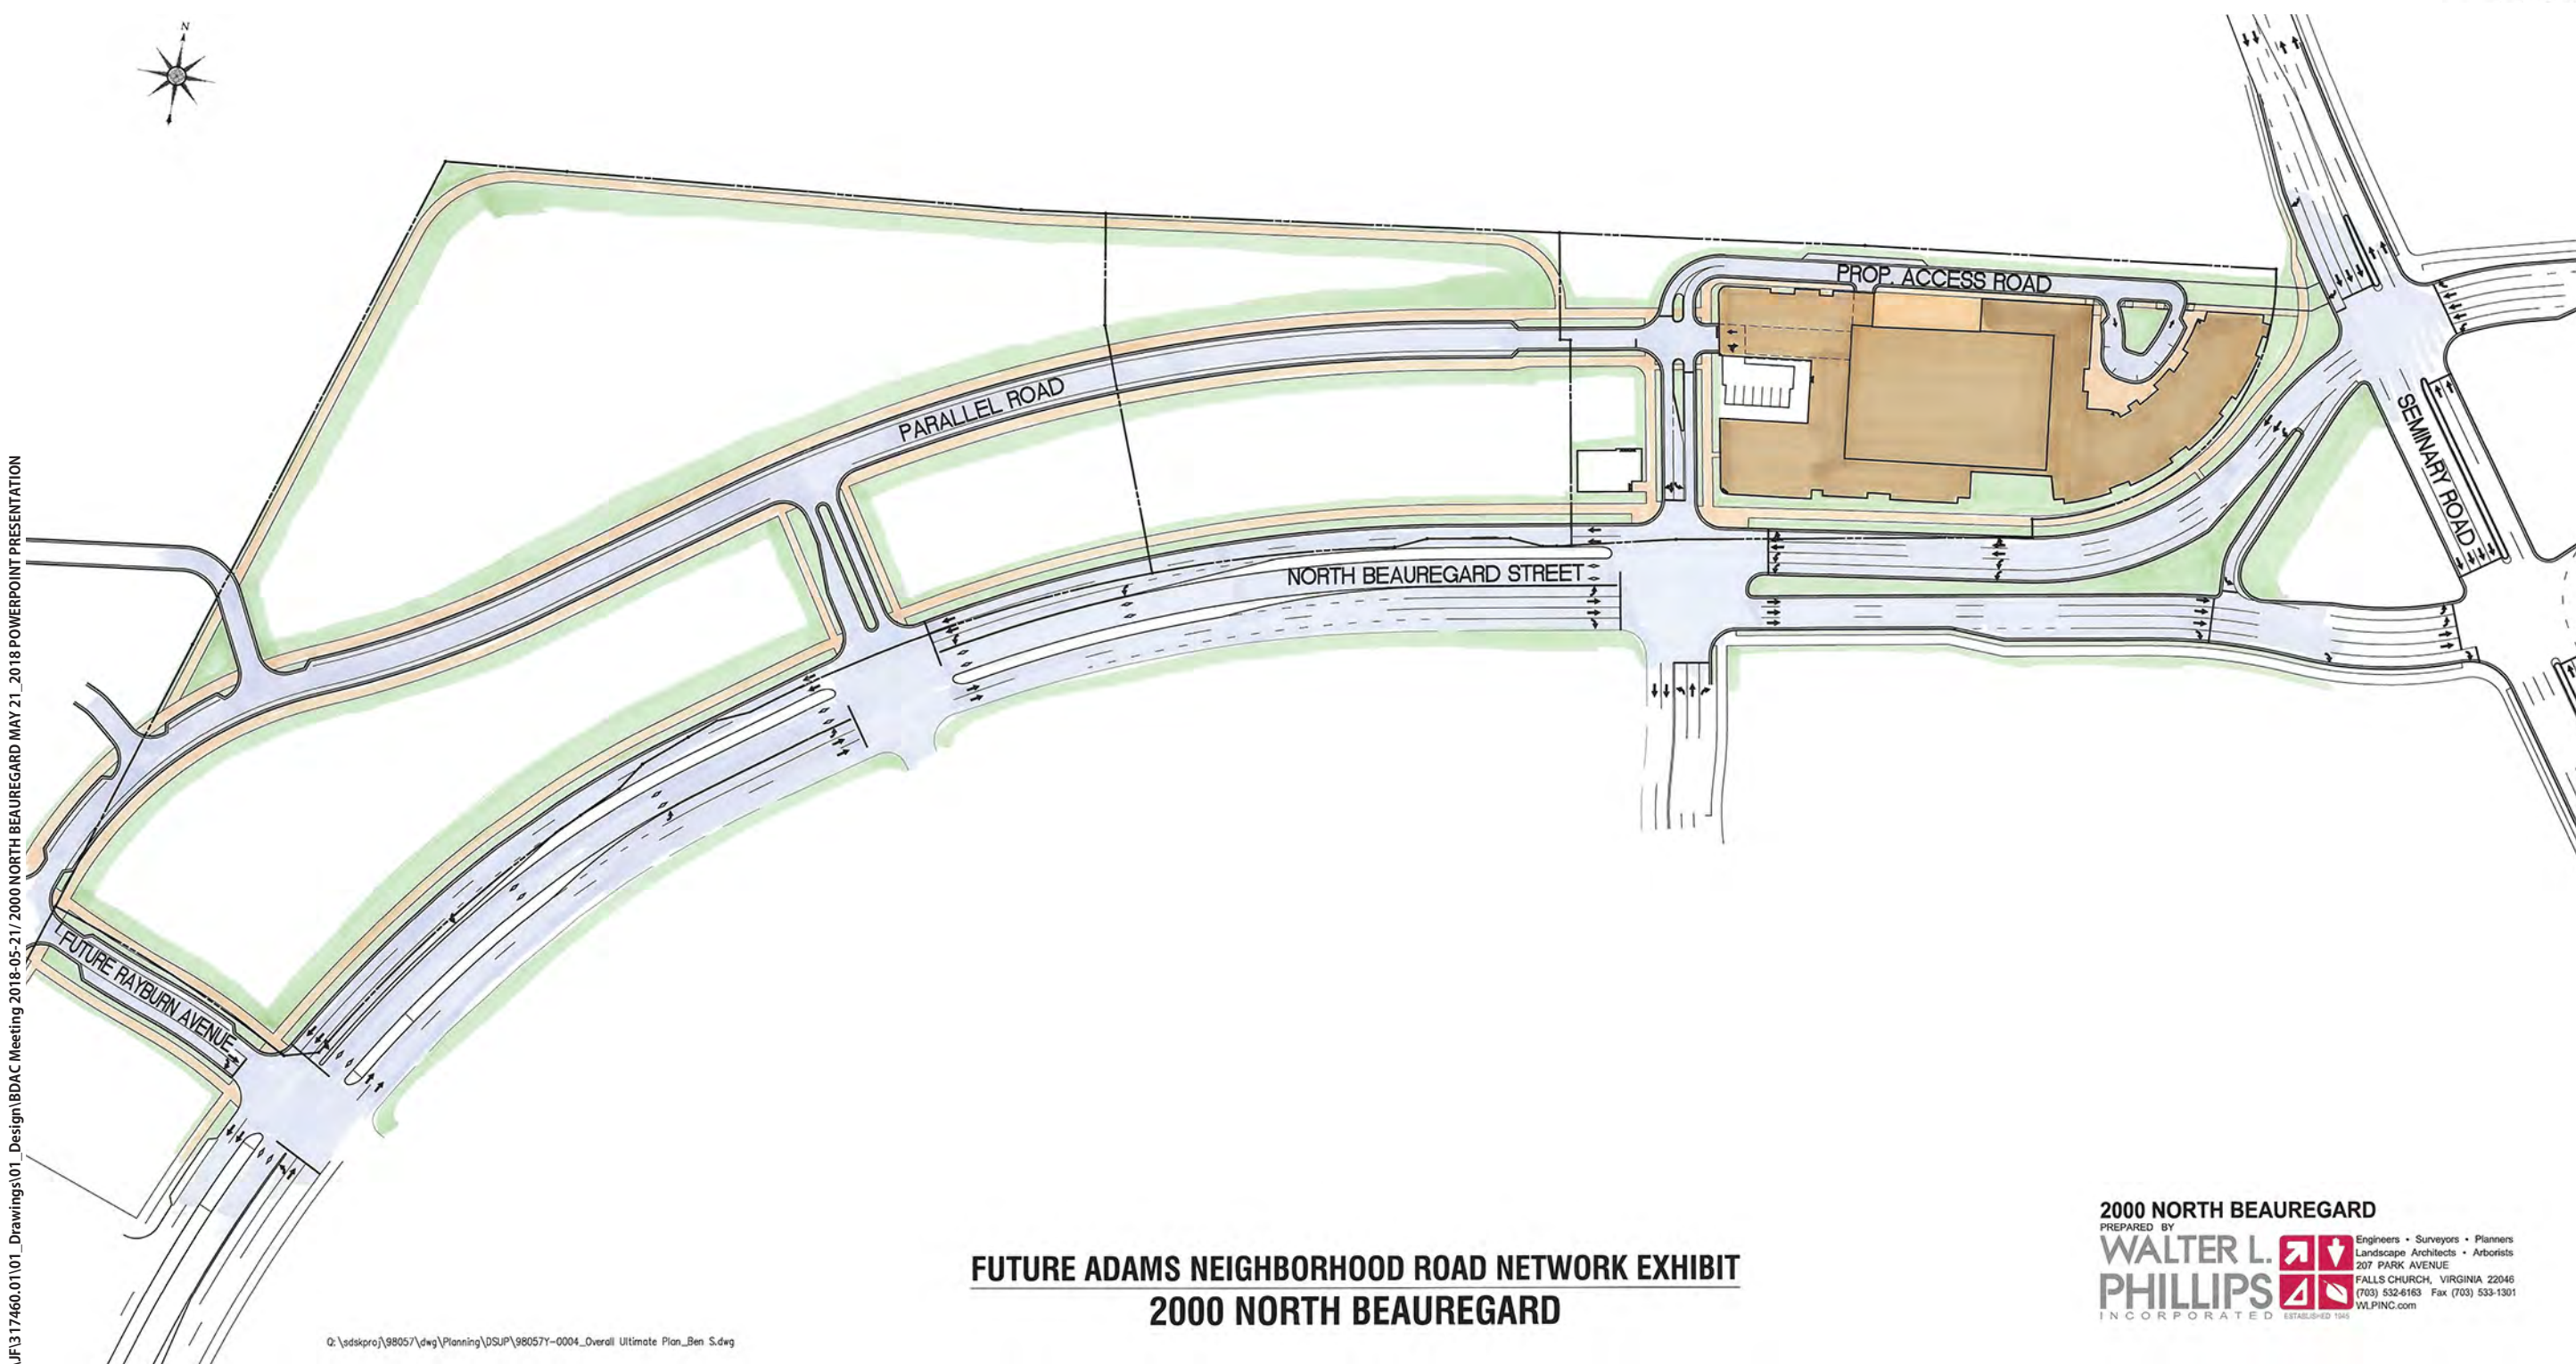 N
PROP. ACCESS ROAD
PARALLEL ROAD
SEMINARY ROAD
NORTH BEAUREGARD STREET
FUTURE RAYBURN AVENUE
JF\317460.01\01_Drawings\01_Design\BDAC Meeting 2018-05-21/ 2000 NORTH BEAUREGARD MAY 21_2018 POWERPOINT PRESENTATION
FUTURE ADAMS NEIGHBORHOOD ROAD NETWORK EXHIBIT
2000 NORTH BEAUREGARD
Q:\sdskproj\98057\dwg\Planning\DSUP\98057Y-0004_Overall Ultimate Plan_Ben S.dwg
2000 NORTH BEAUREGARD
PREPARED BY
WALTER L.
PHILLIPS
INCORPORATED ESTABLISHED 1945
Engineers • Surveyors • Planners
Landscape Architects • Arborists
207 PARK AVENUE
FALLS CHURCH, VIRGINIA 22046
(703) 532-6163 Fax (703) 533-1301
WLPINC.com